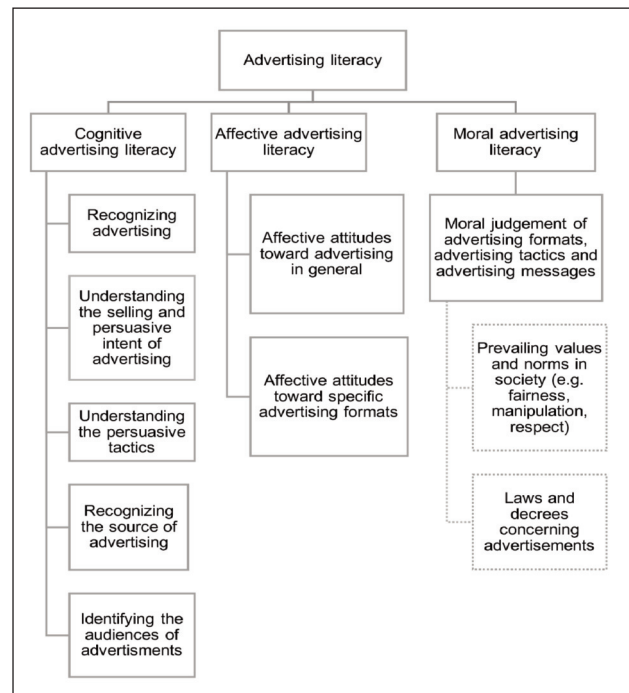 Advertising literacy
Cognitive
advertising literacy
Recognizing
advertising
Understanding
the selling and
persuasive
intent of
advertising
Understanding
the persuasive
tactics
Recognizing
the source of
advertising
Identifying the
audiences of
advertisments
Affective advertising
literacy
Affective attitudes
toward advertising
in general
Affective attitudes
toward specific
advertising formats
Moral advertising
literacy
Moral judgement of
advertising formats,
advertising tactics and
advertising messages
Prevailing values
and norms in
society (e.g.
fairness,
manipulation,
respect)
Laws and
decrees
concerning
advertisements